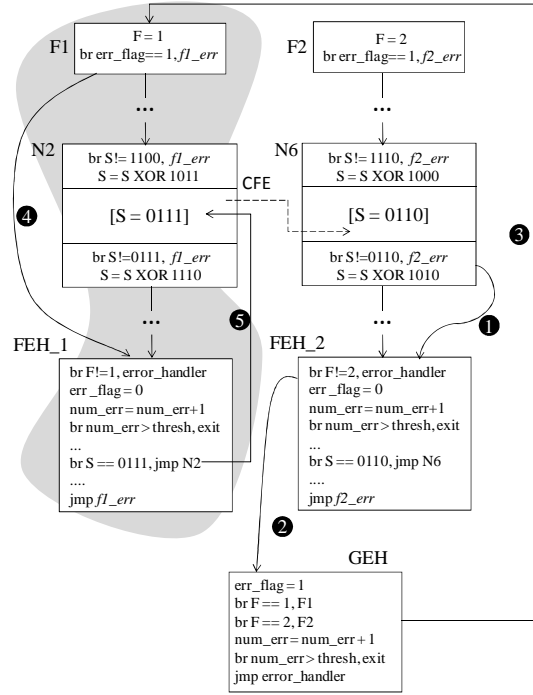 F1
F = 1
br err_flag== 1, f1_err
F2
F = 2
br err_flag== 1, f2_err
...
...
N2
br S!= 1100, f1_err
S = S XOR 1011
[S = 0111]
br S!=0111, f1_err
S = S XOR 1110
CFE
N6
br S!= 1110, f2_err
S = S XOR 1000
[S = 0110]
br S!=0110, f2_err
S = S XOR 1010
4
3
5
1
...
...
FEH_1
br F!=1, error_handler
err_flag = 0
num_err = num_err+1
br num_err > thresh, exit
...
br S == 0111, jmp N2
....
jmp f1_err
FEH_2
br F!=2, error_handler
err_flag = 0
num_err = num_err+1
br num_err > thresh, exit
...
br S == 0110, jmp N6
....
jmp f2_err
2
GEH
err_flag = 1
br F == 1, F1
br F == 2, F2
num_err = num_err + 1
br num_err > thresh, exit
jmp error_handler